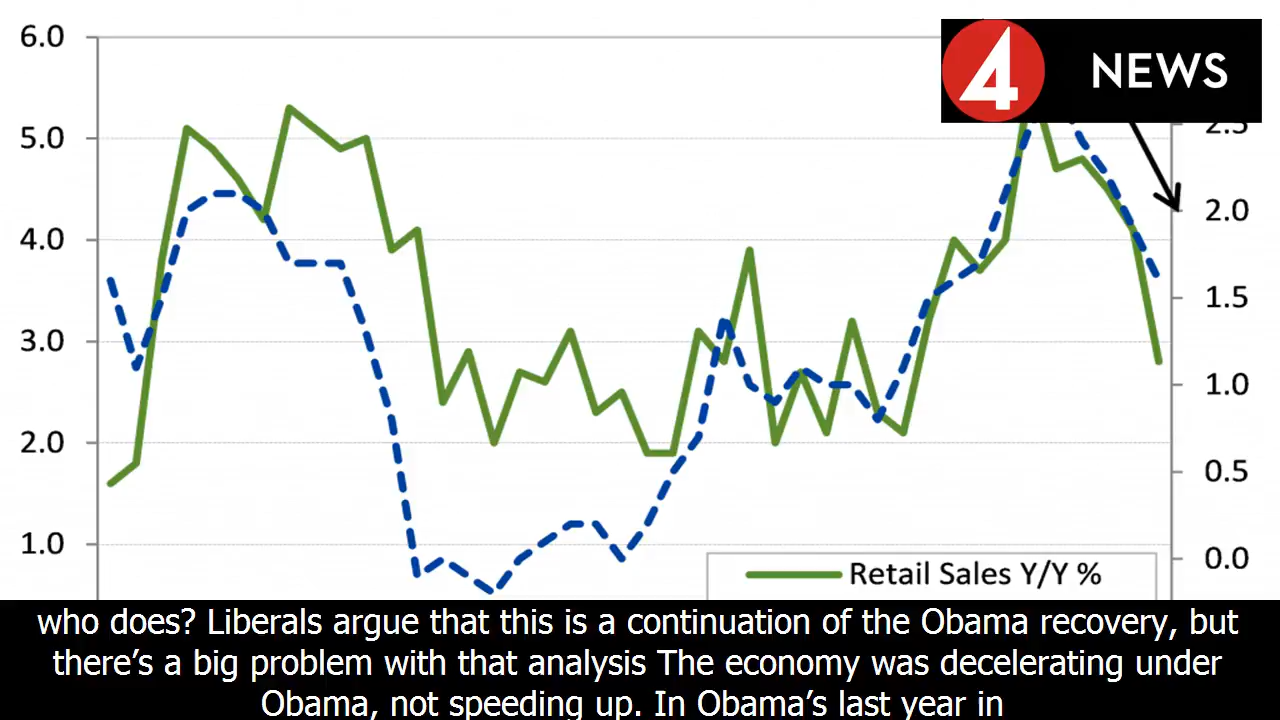 6.0
5.0
4.0
3.0
2.0
1.0
4 NEWS
2.5
2.0
1.5
1.0
0.5
0.0
Retail Sales Y/Y %
who does? Liberals argue that this is a continuation of the Obama recovery, but
there’s a big problem with that analysis The economy was decelerating under
Obama, not speeding up. In Obama’s last year in